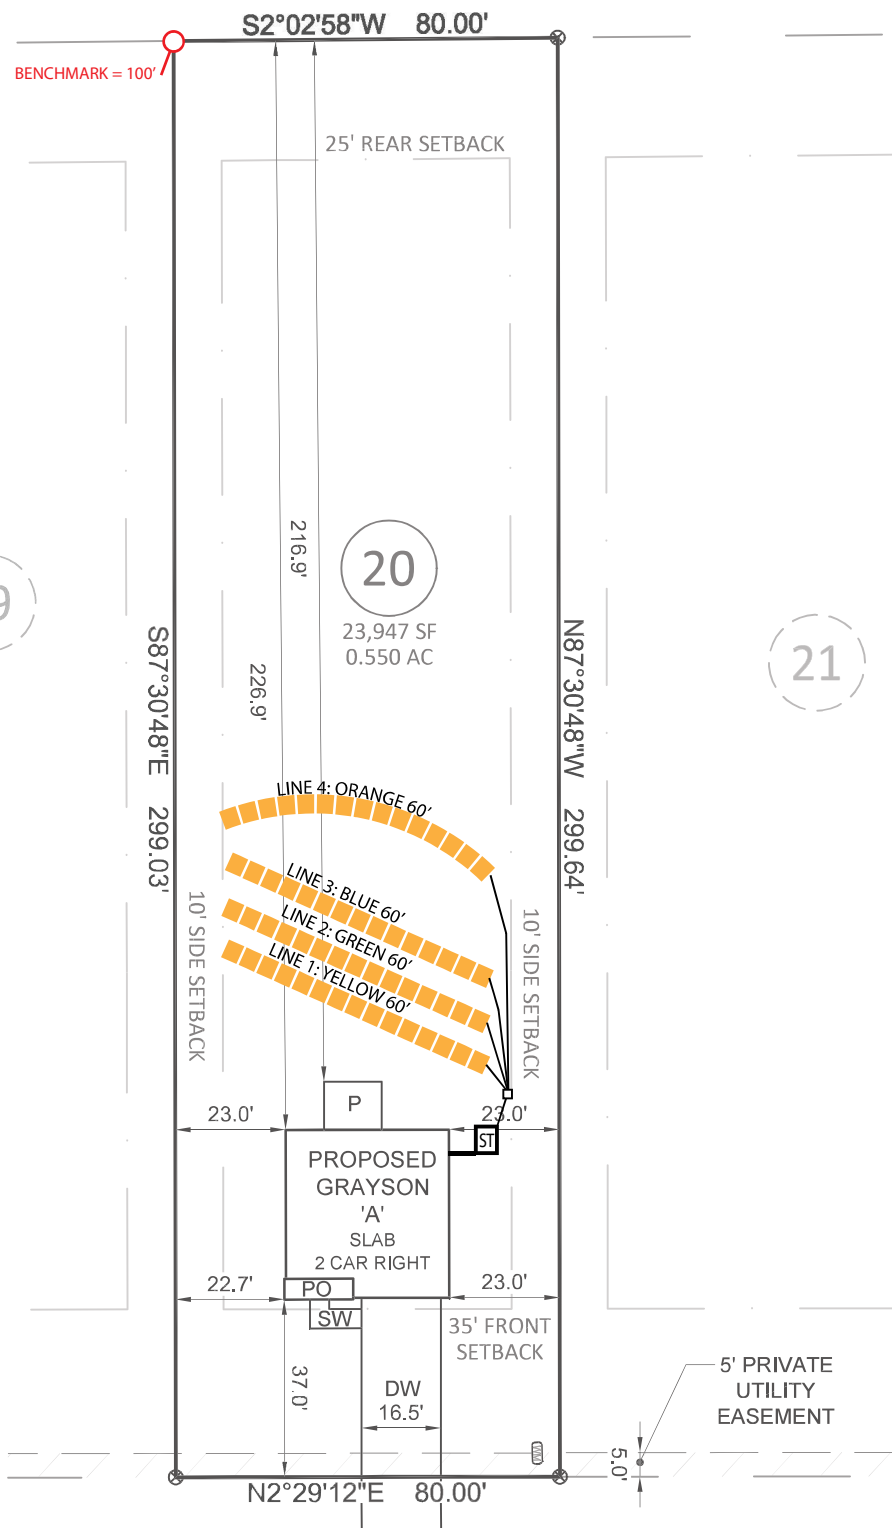 S2°02'58"W 80.00'
BENCHMARK = 100'
25' REAR SETBACK
216.9'
20
23,947 SF
0.550 AC
9
21
S87°30'48"E 299.03'
N87°30'48"W 299.64'
226.9'
LINE 4: ORANGE 60'
LINE 3: BLUE 60'
LINE 2: GREEN 60'
LINE 1: YELLOW 60'
10' SIDE SETBACK
10' SIDE SETBACK
P
23.0'
23.0'
ST
PROPOSED
GRAYSON
'A'
SLAB
2 CAR RIGHT
22.7'
PO
23.0'
SW
35' FRONT
SETBACK
37.0'
DW
16.5'
5' PRIVATE
UTILITY
EASEMENT
WM
5.0'
N2°29'12"E 80.00'